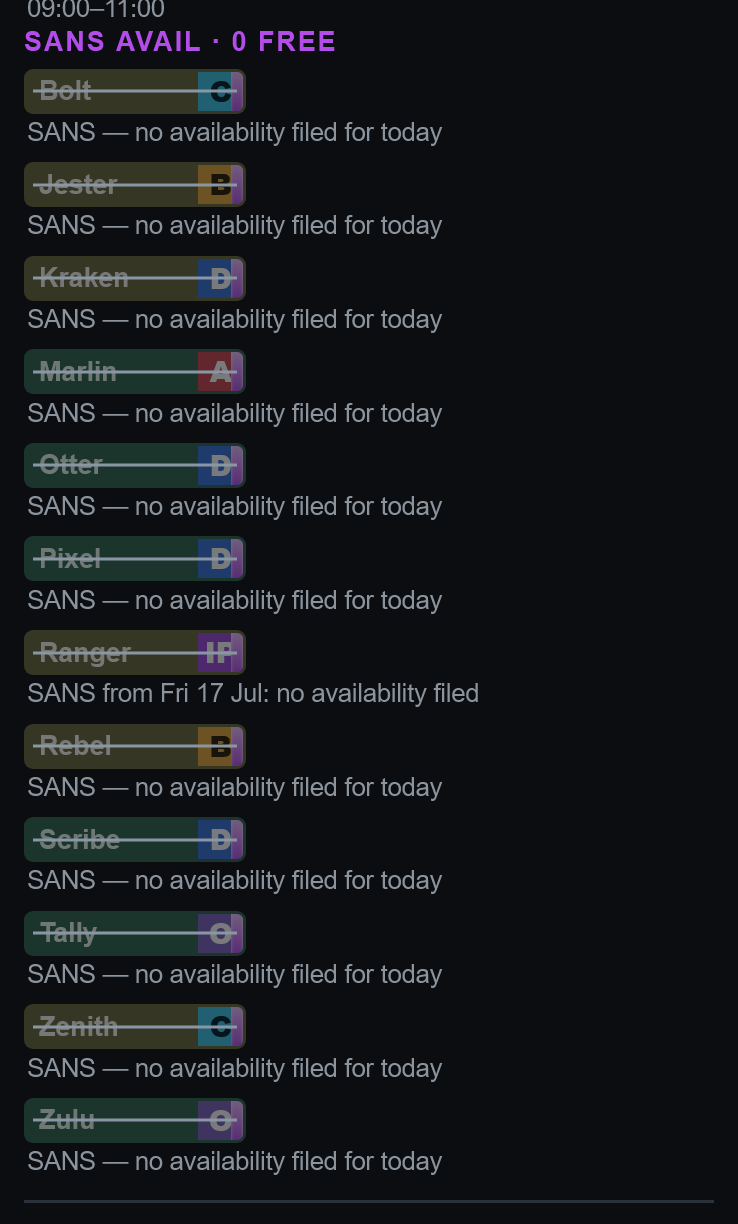 09:00–11:00
SANS AVAIL · 0 FREE
Bolt C
SANS — no availability filed for today
Jester B
SANS — no availability filed for today
Kraken D
SANS — no availability filed for today
Marlin A
SANS — no availability filed for today
Otter D
SANS — no availability filed for today
Pixel D
SANS — no availability filed for today
Ranger IP
SANS from Fri 17 Jul: no availability filed
Rebel B
SANS — no availability filed for today
Scribe D
SANS — no availability filed for today
Tally O
SANS — no availability filed for today
Zenith C
SANS — no availability filed for today
Zulu O
SANS — no availability filed for today